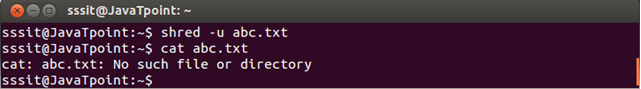 sssit@JavaTpoint: ~
sssit@JavaTpoint:~$ shred -u abc.txt
sssit@JavaTpoint:~$ cat abc.txt
cat: abc.txt: No such file or directory
sssit@JavaTpoint:~$